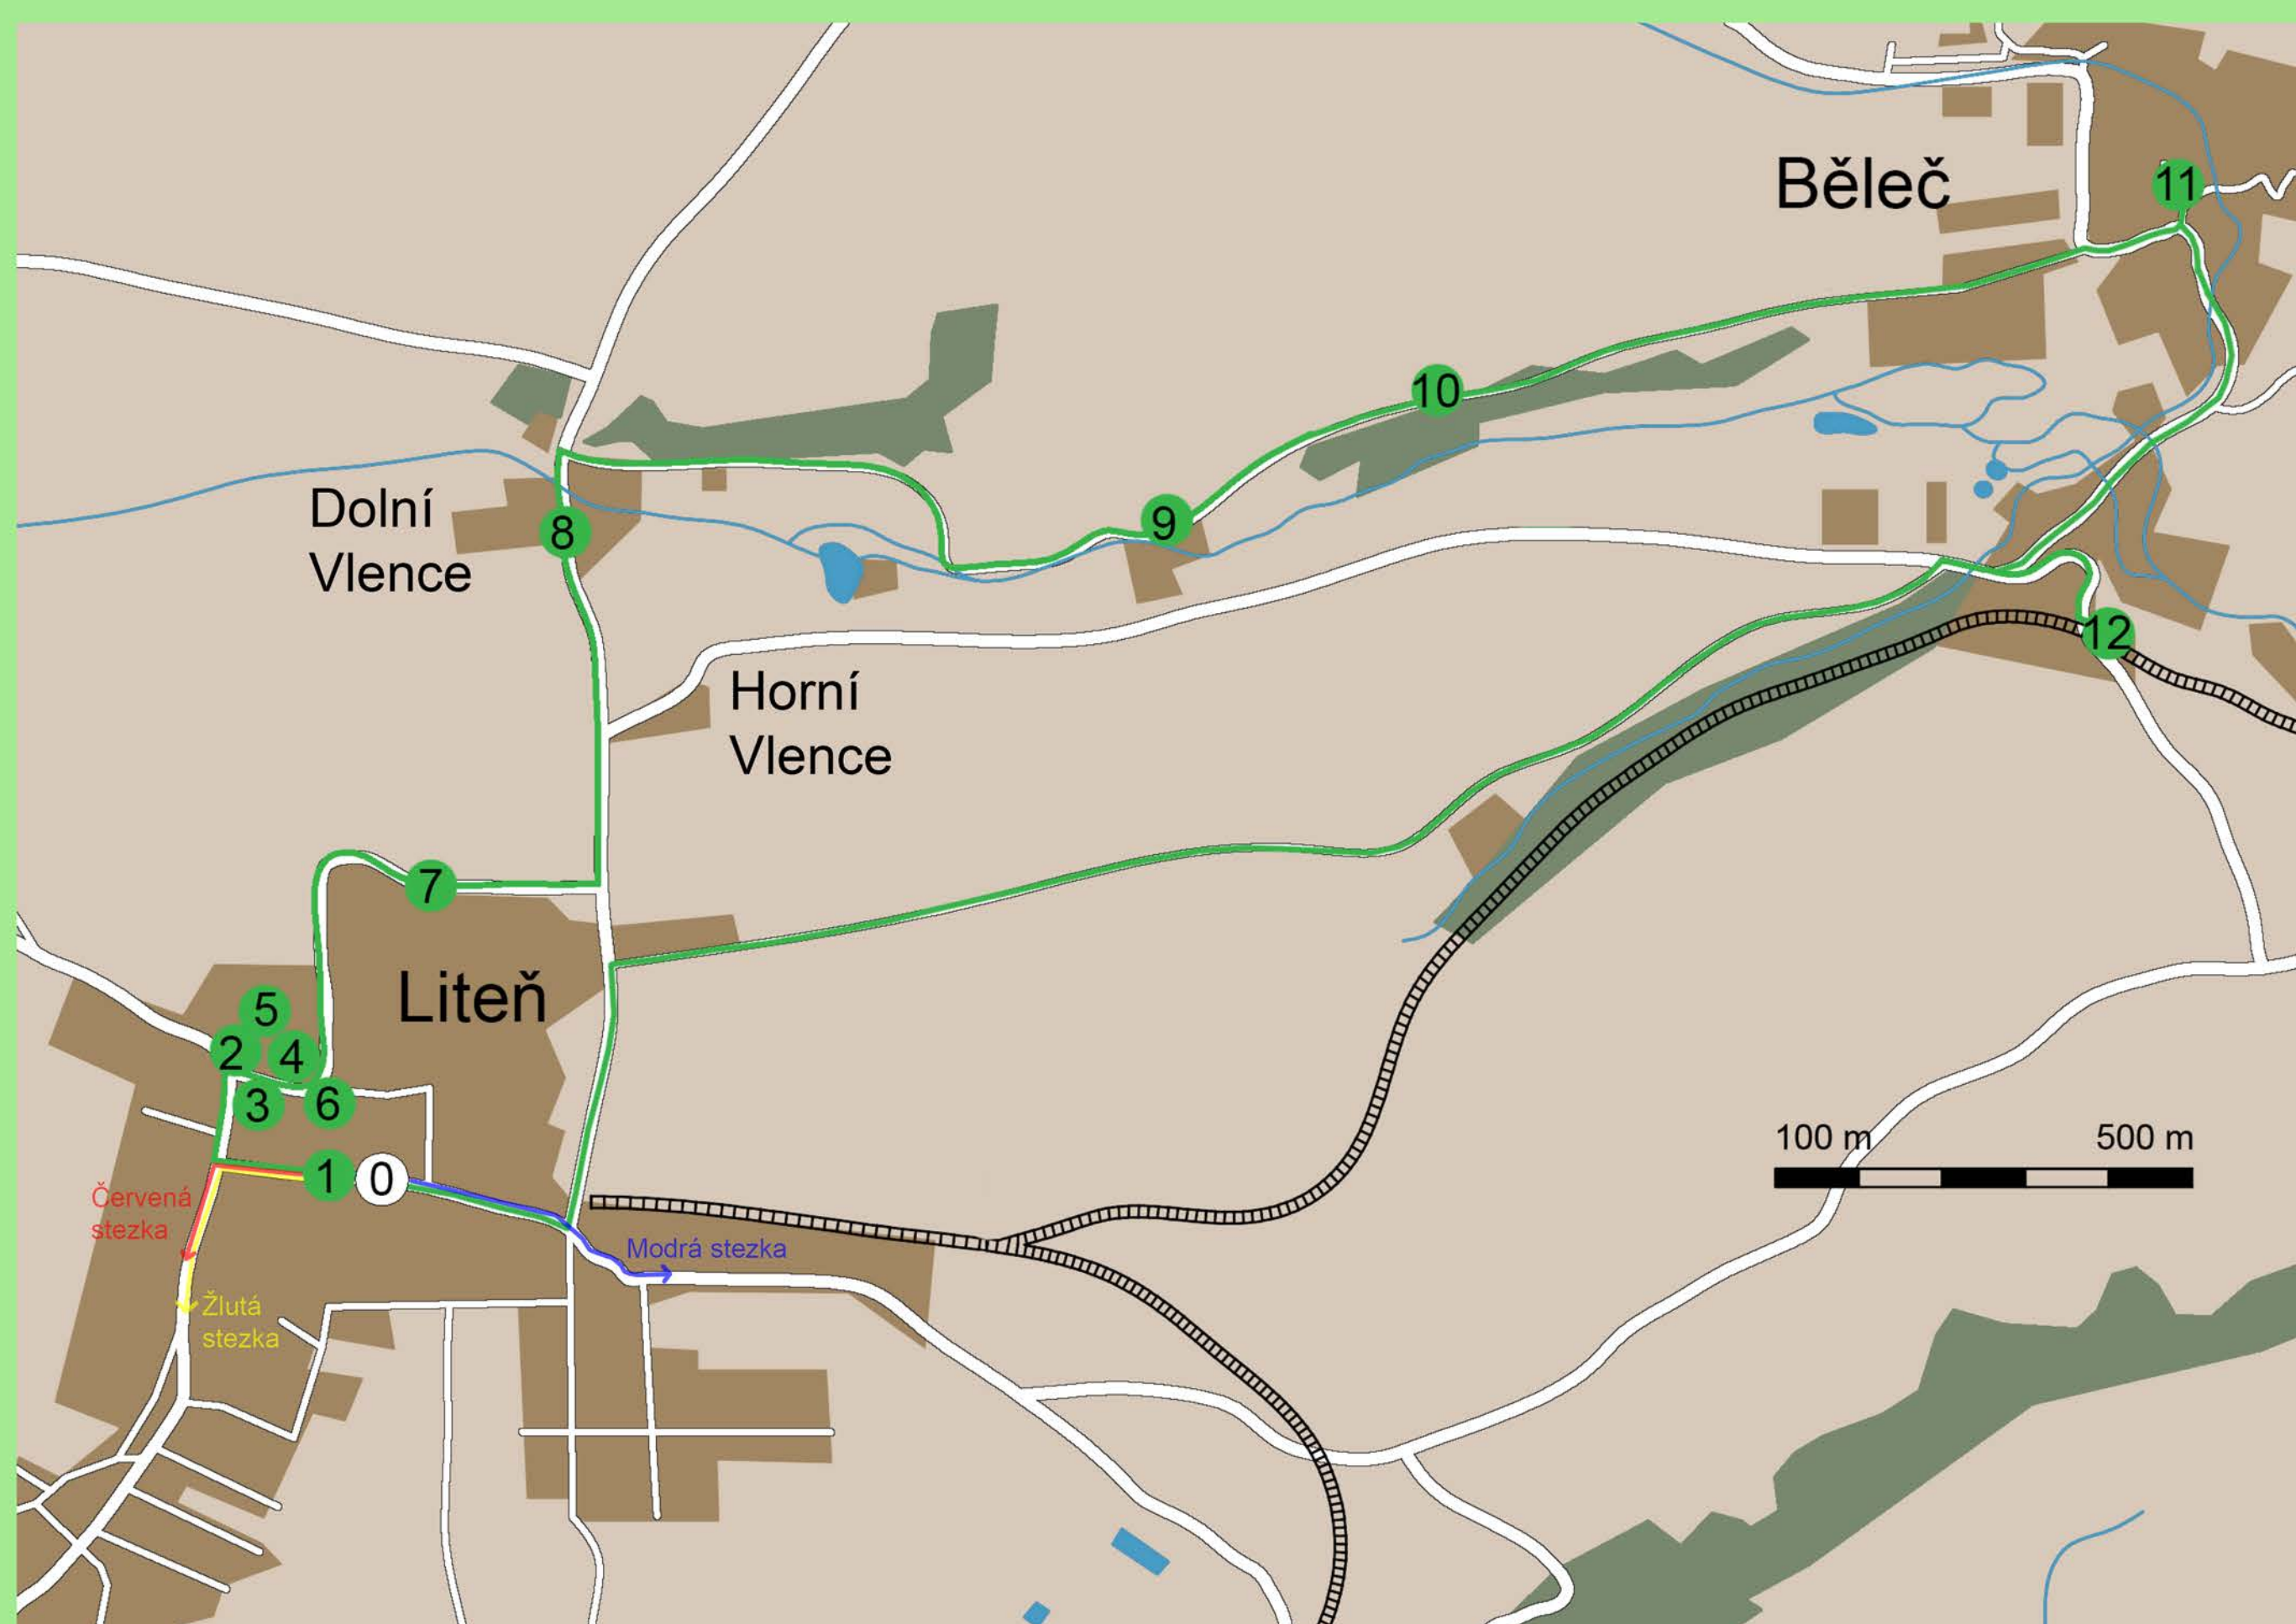 Běleč
11
10
Dolní
Vlence
8
9
12
Horní
Vlence
7
Liteň
5
2
4
3
6
100 m
500 m
1
0
Červená
stezka
Modrá stezka
Žlutá
stezka